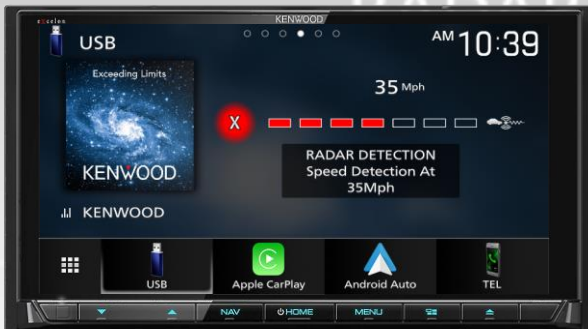 excelon
KENWOOD
USB
AM 10:39
Exceeding Limits
KENWOOD
35 Mph
X
RADAR DETECTION
Speed Detection At
35Mph
KENWOOD
USB
Apple CarPlay
Android Auto
TEL
NAV
HOME
MENU